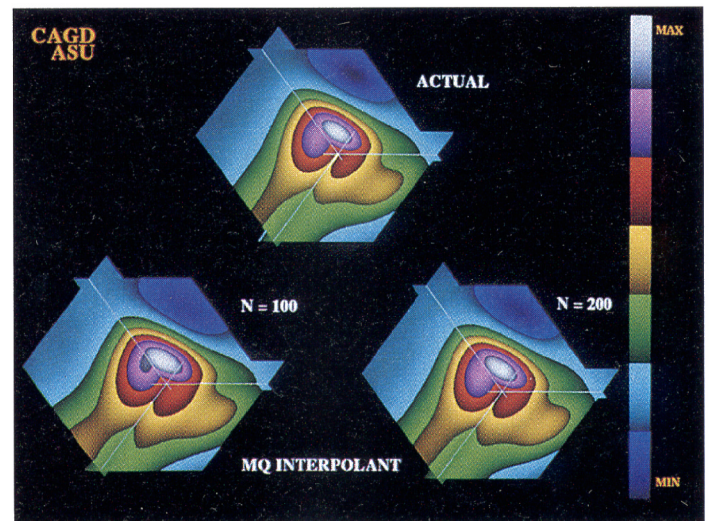 CAGD
ASU
MAX
ACTUAL
N = 100
N = 200
MQ INTERPOLANT
MIN